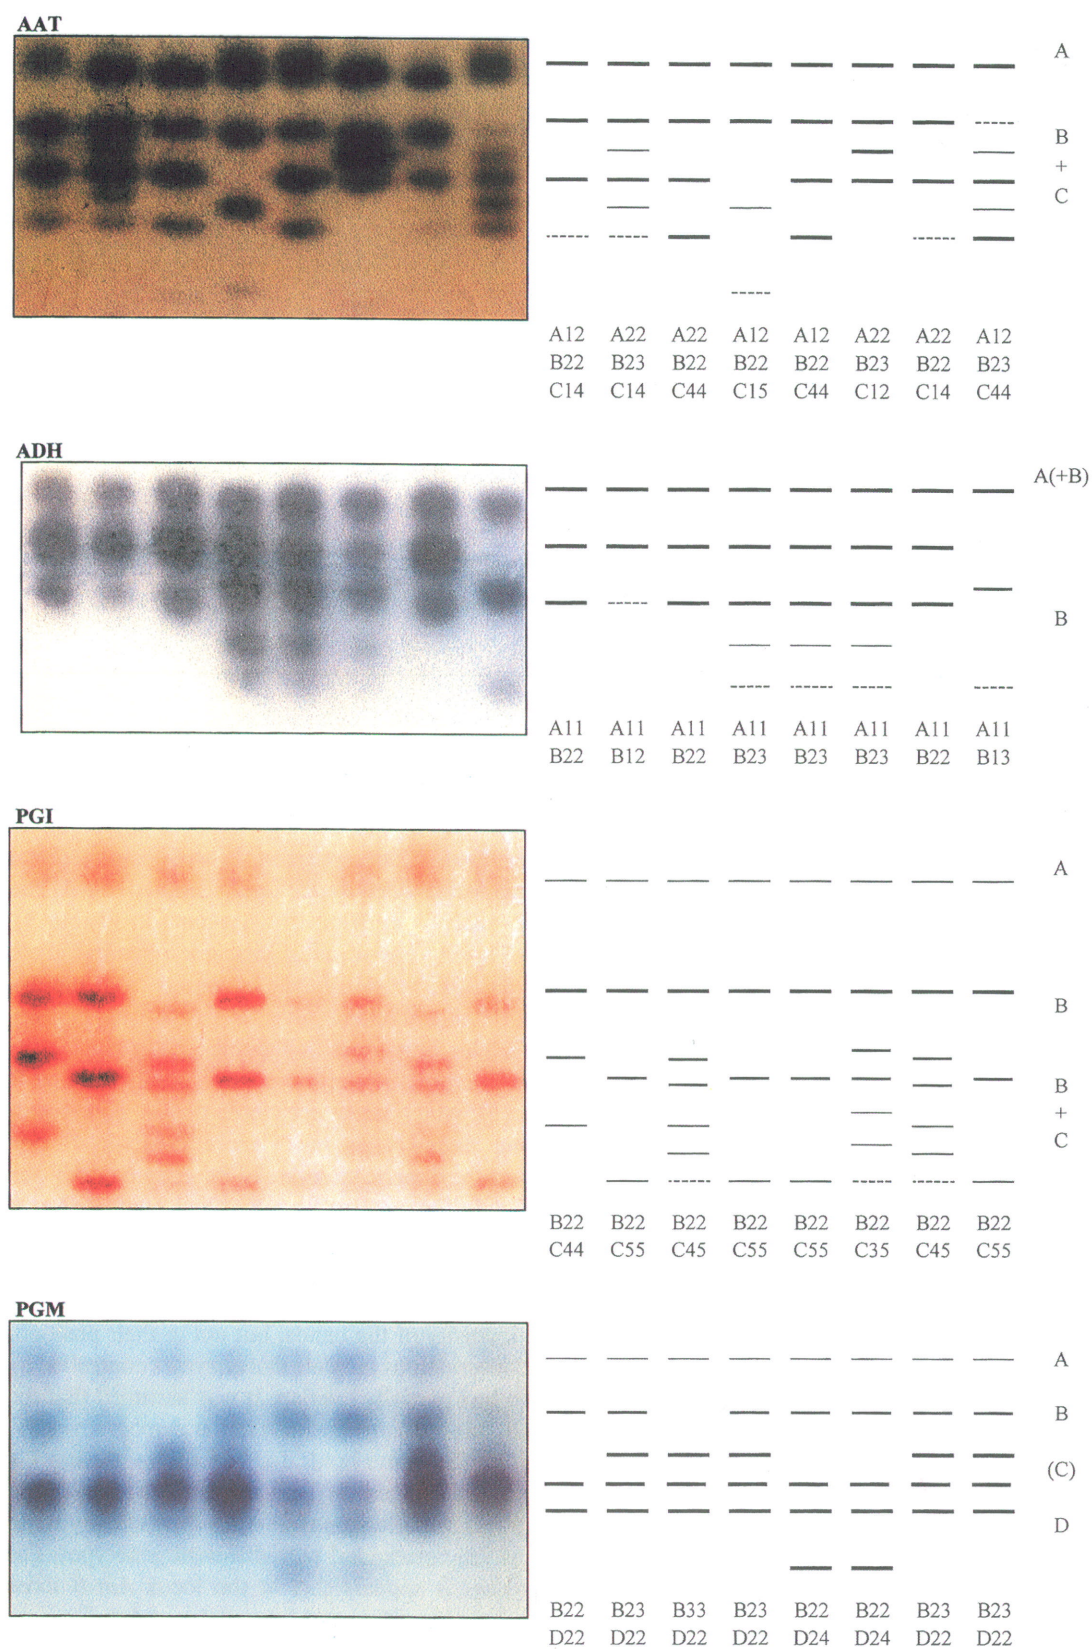 AAT
A
B
+
C
A12 A22 A22 A12 A12 A22 A22 A12
B22 B23 B22 B22 B22 B23 B22 B23
C14 C14 C44 C15 C44 C12 C14 C44
ADH
A(+B)
B
A11 A11 A11 A11 A11 A11 A11 A11
B22 B12 B22 B23 B23 B23 B22 B13
PGI
A
B
B
+
C
B22 B22 B22 B22 B22 B22 B22 B22
C44 C55 C45 C55 C55 C35 C45 C55
PGM
A
B
(C)
D
B22 B23 B33 B23 B22 B22 B23 B23
D22 D22 D22 D22 D24 D24 D22 D22